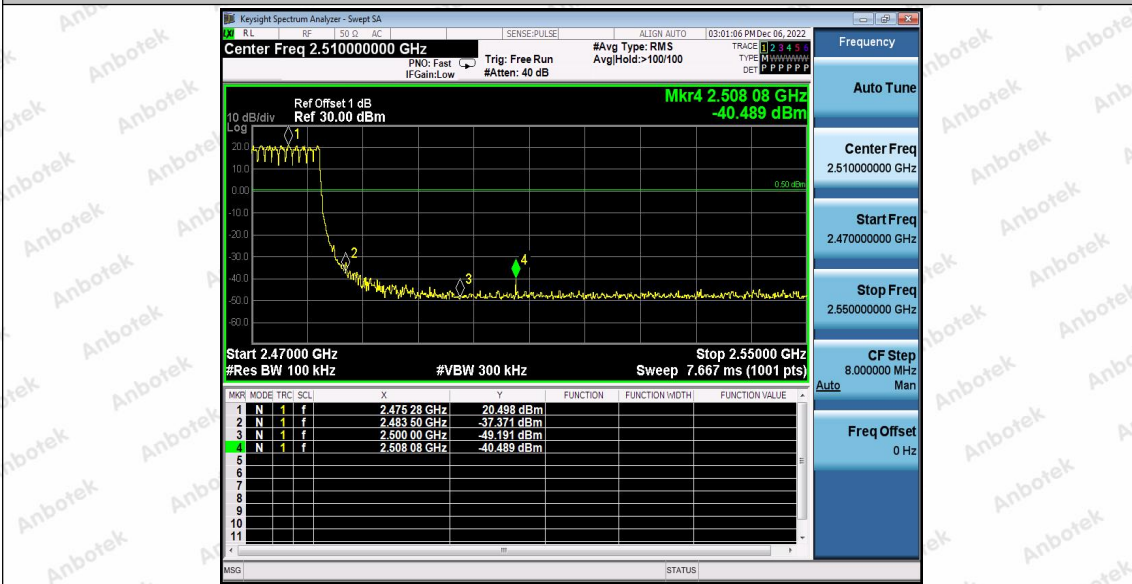 Keysight Spectrum Analyzer - Swept SA
RL RF 50 Ω AC SENSE:PULSE ALIGN AUTO 03:01:06 PM Dec 06, 2022
Center Freq 2.510000000 GHz
#Avg Type: RMS
TRACE 1 2 3 4 5 6
PNO: Fast Trig: Free Run Avg|Hold:>100/100 TYPE M W W W W W
IFGain:Low #Atten: 40 dB DET P P P P P P
Mkr4 2.508 08 GHz
Ref Offset 1 dB
-40.489 dBm
10 dB/div Ref 30.00 dBm
Log
1
20.0
10.0
0.50 dBm
0.00
-10.0
-20.0
2
-30.0
4
-40.0
3
-50.0
-60.0
Start 2.47000 GHz Stop 2.55000 GHz
#Res BW 100 kHz #VBW 300 kHz Sweep 7.667 ms (1001 pts)
MKR MODE TRC SCL X Y FUNCTION FUNCTION WIDTH FUNCTION VALUE
1 N 1 f 2.475 28 GHz 20.498 dBm
2 N 1 f 2.483 50 GHz -37.371 dBm
3 N 1 f 2.500 00 GHz -49.191 dBm
4 N 1 f 2.508 08 GHz -40.489 dBm
5
6
7
8
9
10
11
MSG STATUS
Frequency
Auto Tune
Center Freq
2.510000000 GHz
Start Freq
2.470000000 GHz
Stop Freq
2.550000000 GHz
CF Step
8.000000 MHz
Auto Man
Freq Offset
0 Hz
Anbotek